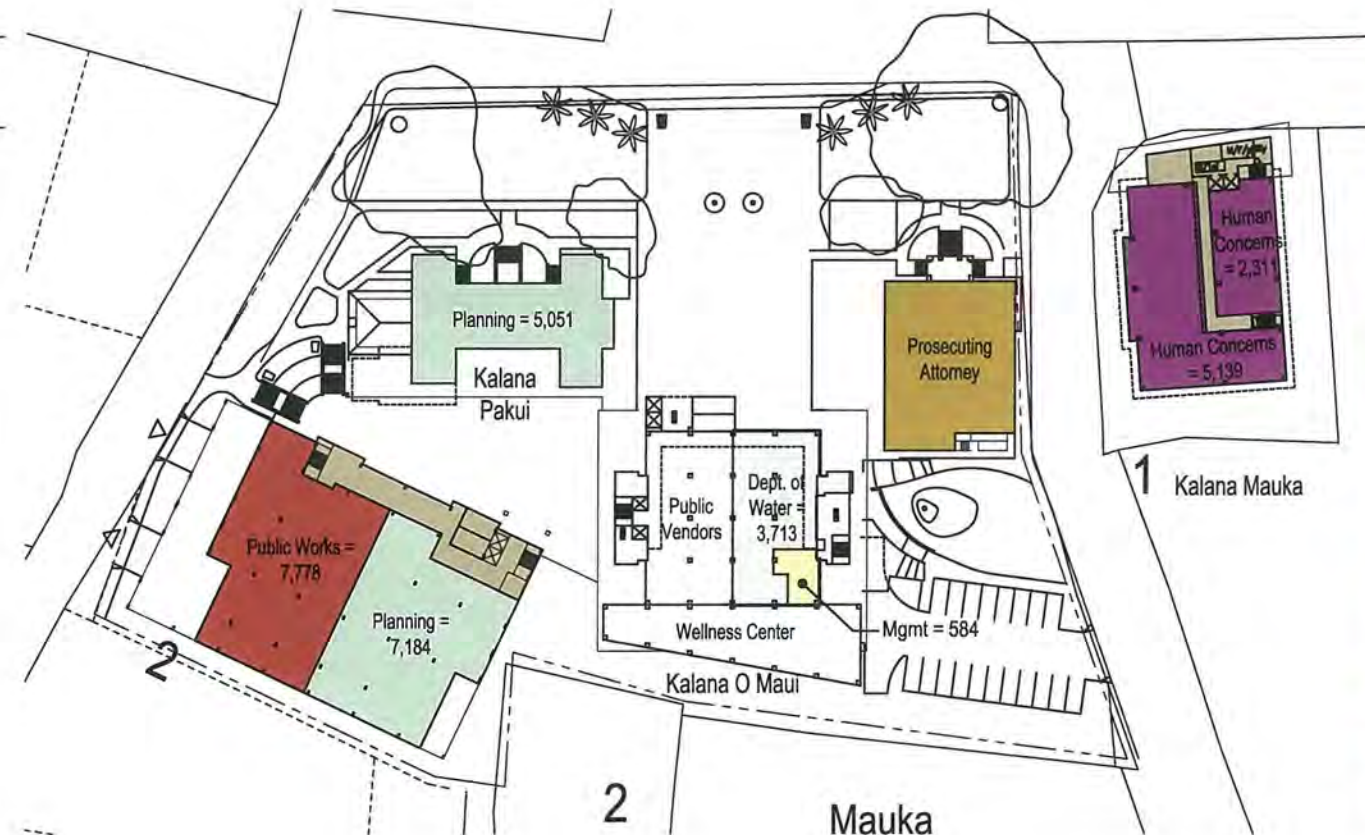 Human
Concerns
= 2,311
Human Concerns
= 5,139
Planning = 5,051
Kalana
Pakui
Prosecuting
Attorney
1
Kalana Mauka
Public
Vendors
Dept. of
Water =
3,713
Public Works =
7,778
Planning =
7,184
Wellness Center
Mgmt = 584
2
Kalana O Maui
2
Mauka